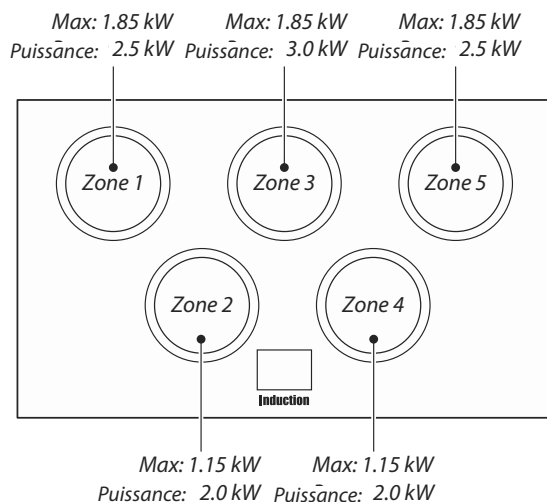 Max: 1.85 kW
Puissance: 2.5 kW
Max: 1.85 kW
Puissance: 3.0 kW
Max: 1.85 kW
Puissance: 2.5 kW
Zone 1
Zone 3
Zone 5
Zone 2
Zone 4
Induction
Max: 1.15 kW
Puissance: 2.0 kW
Max: 1.15 kW
Puissance: 2.0 kW